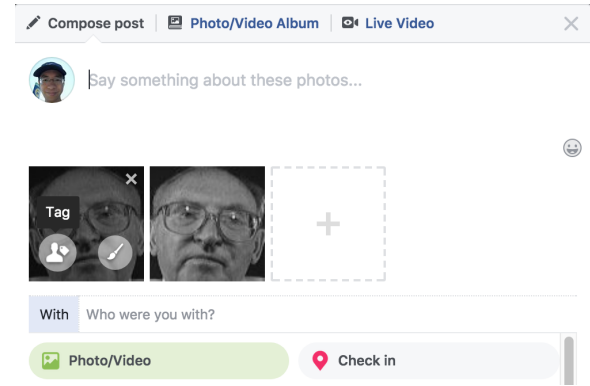 Compose post Photo/Video Album Live Video
Say something about these photos...
Tag
With Who were you with?
Photo/Video Check in